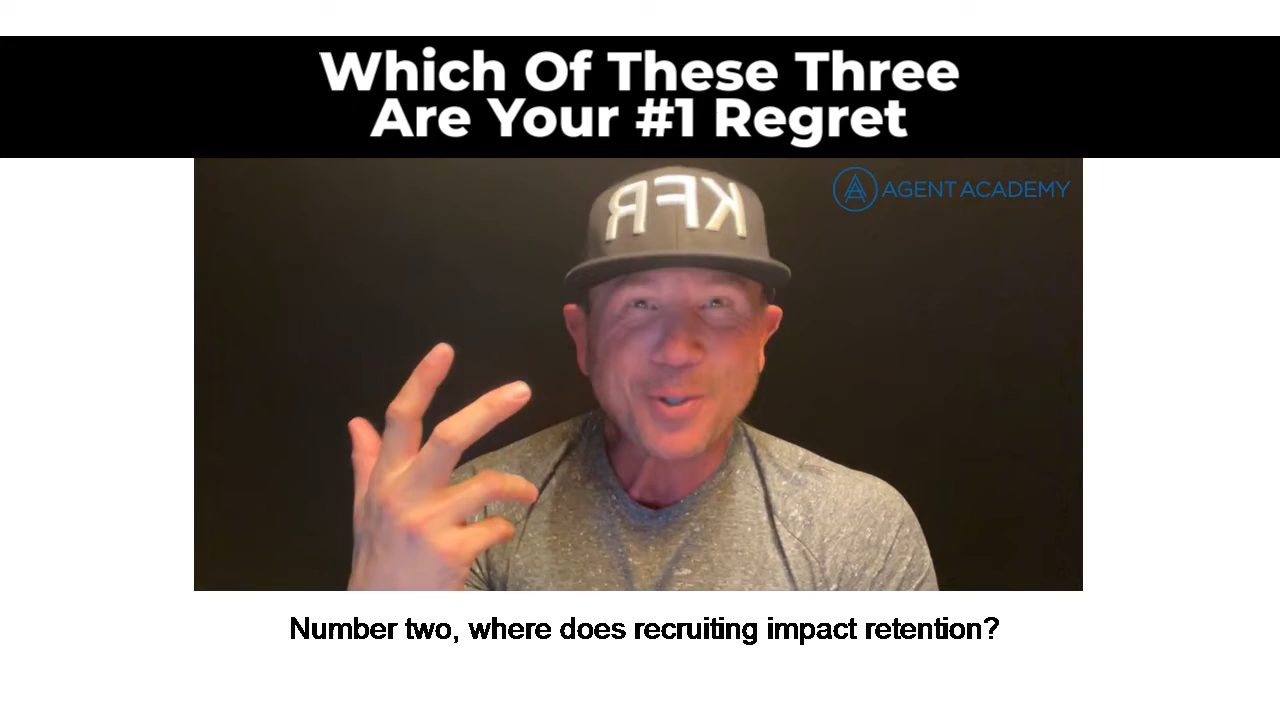 Which Of These Three
Are Your #1 Regret
AGENT ACADEMY
KFR
Number two, where does recruiting impact retention?